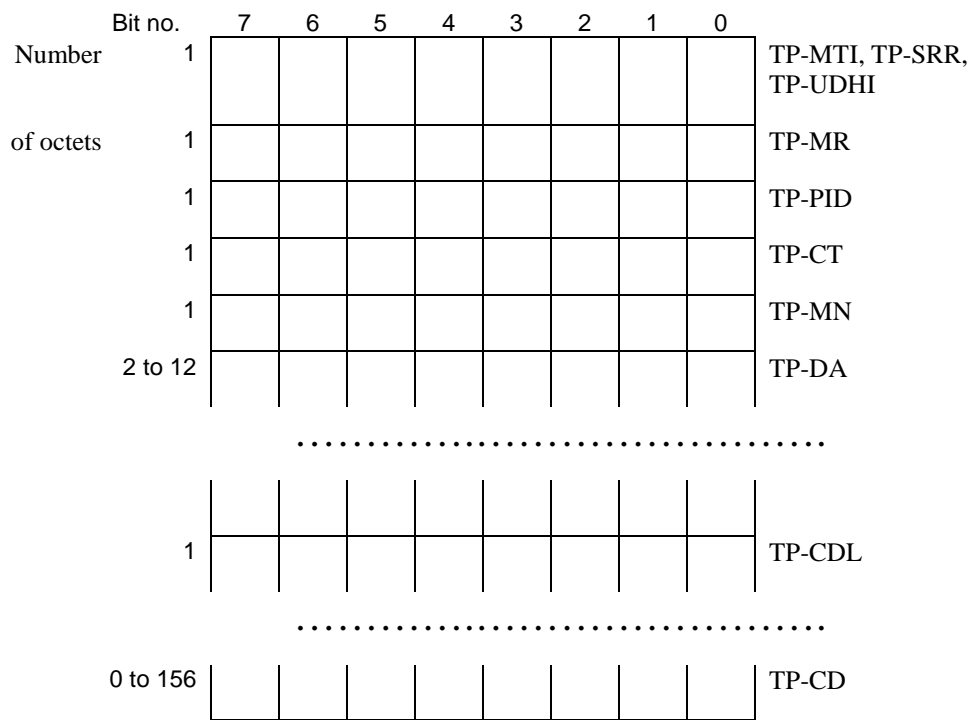 Bit no. 7 6 5 4 3 2 1 0
Number 1 TP-MTI, TP-SRR,
TP-UDHI
of octets 1 TP-MR
1 TP-PID
1 TP-CT
1 TP-MN
2 to 12 TP-DA
......................................
1 TP-CDL
......................................
0 to 156 TP-CD